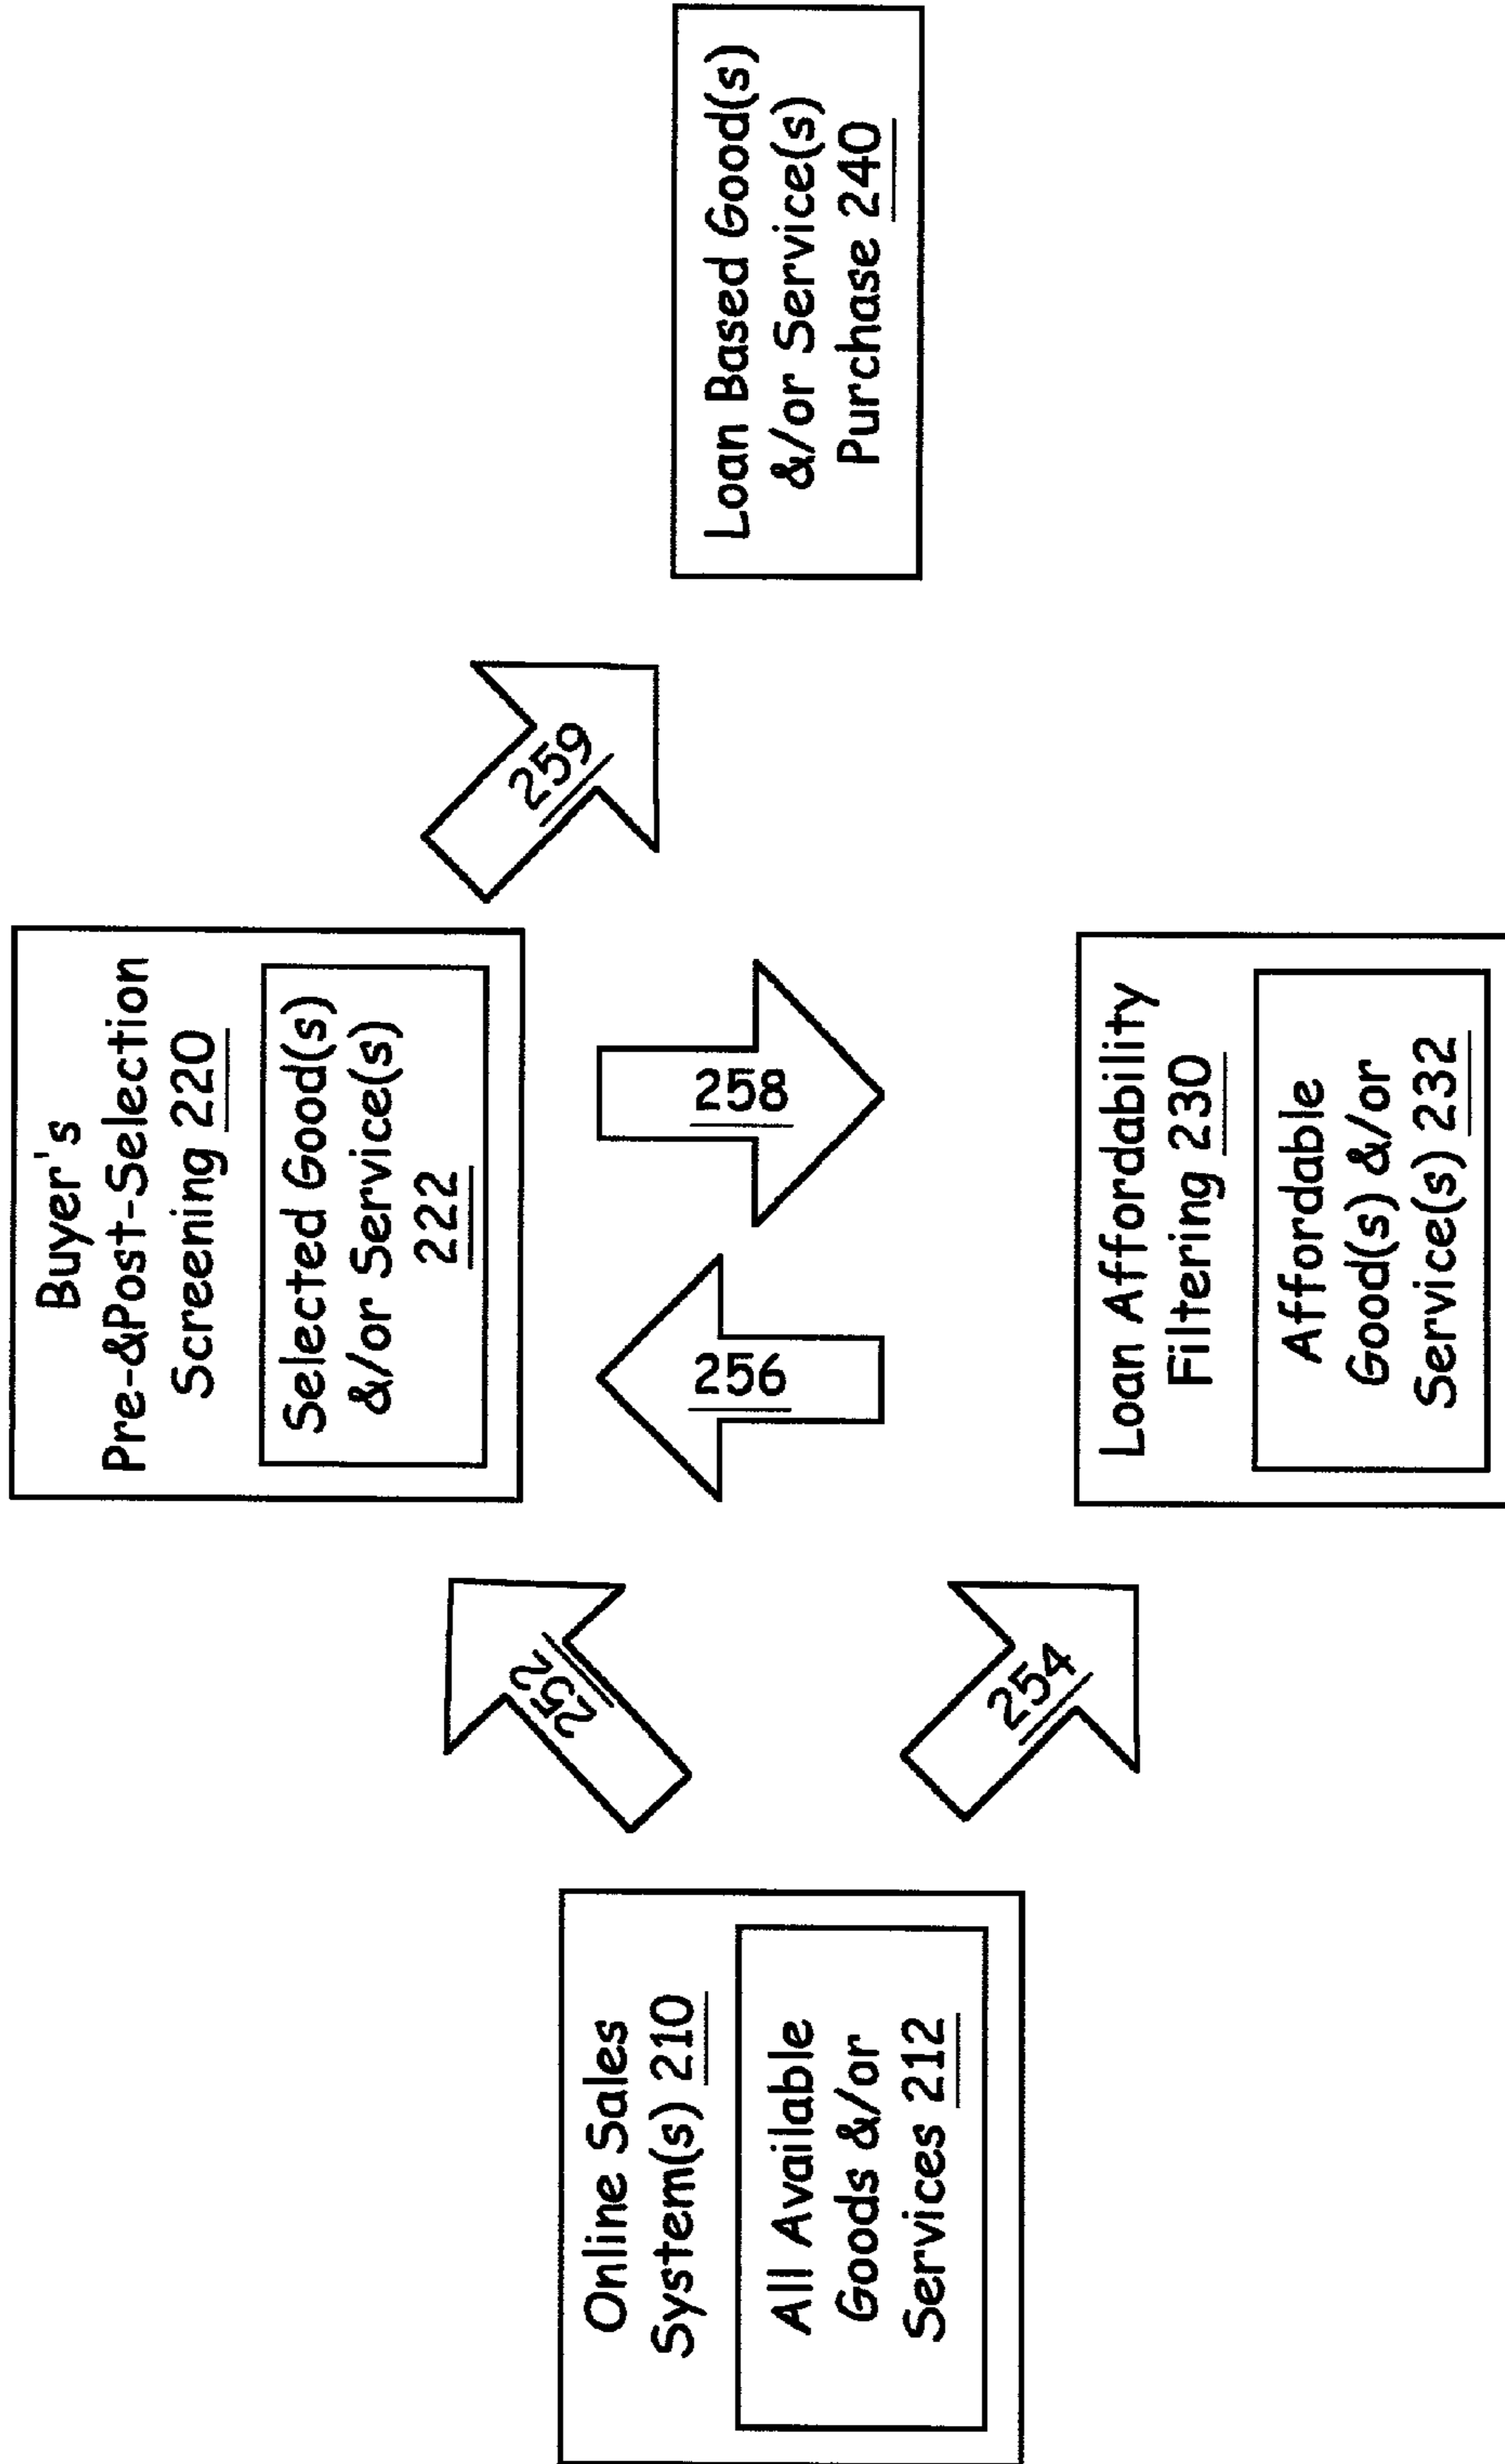 Buyer's
Pre-&Post-Selection
Screening 220
Selected Good(s)
&/or Service(s)
222
252
259
Online Sales
System(s) 210
All Available
Goods &/or
Services 212
256
258
Loan Based Good(s)
&/or Service(s)
Purchase 240
254
Loan Affordability
Filtering 230
Affordable
Good(s) &/or
Service(s) 232